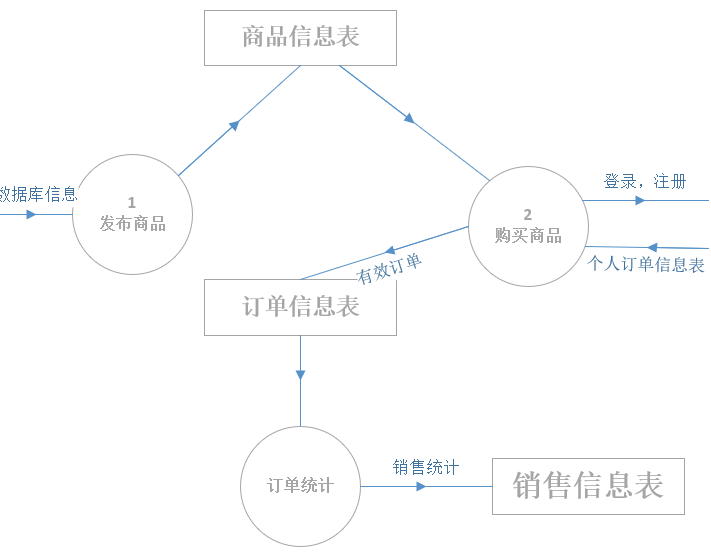 商品信息表
数据库信息
1
发布商品
登录，注册
2
购买商品
个人订单信息表
有效订单
订单信息表
销售统计
订单统计
销售信息表